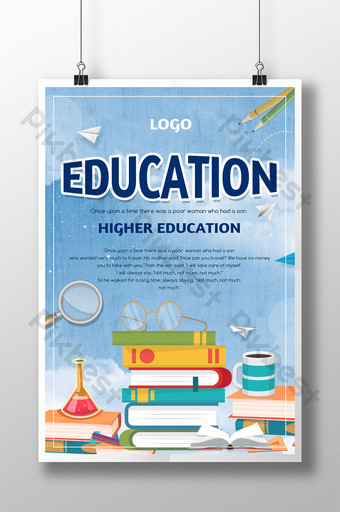 LOGO
EDUCATION
Once upon a time there was a poor woman who had a son
HIGHER EDUCATION
Once upon a time there was a poor woman who had a son
who wanted very much to travel. His mother said."How can you travel? We have no money
you to take with you."Then the son said. "I will take care of myself.
I will always say, "Not much, not much, not much."
So he walked for a long time, always saying. "Not much, not much,
not much."
pikbest